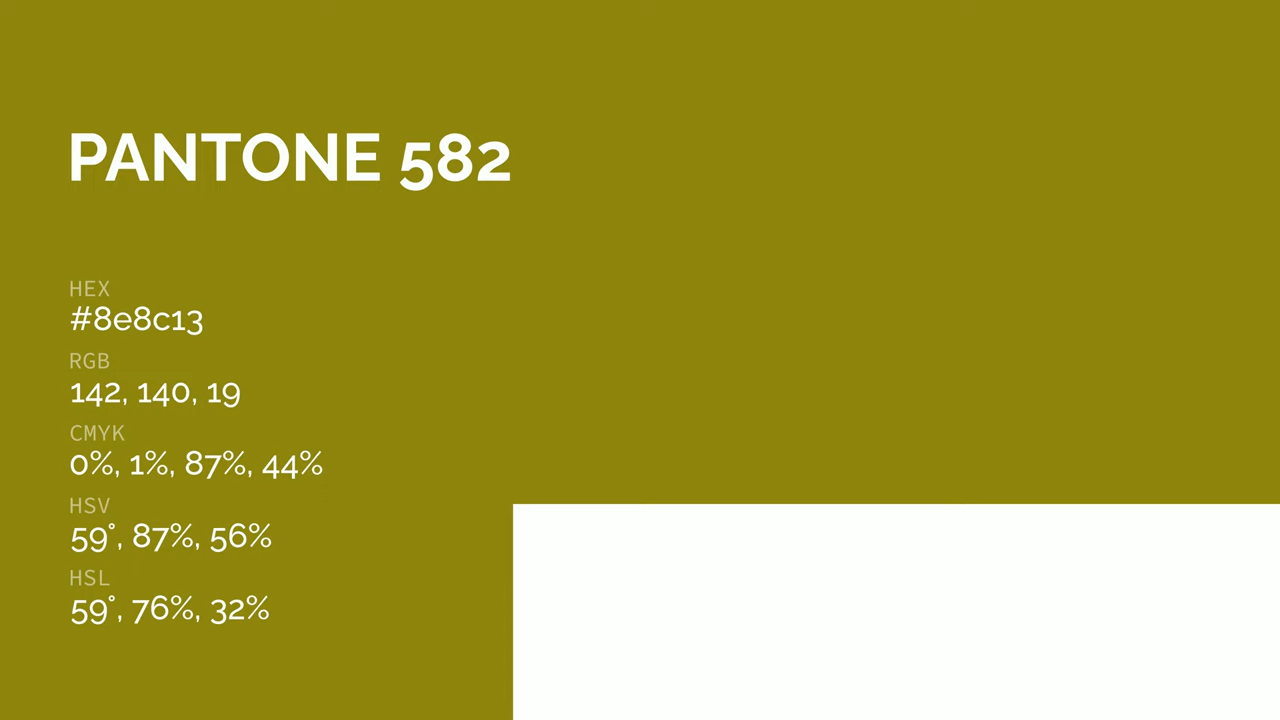 PANTONE 582
HEX
#8e8c13
RGB
142, 140, 19
CMYK
0%, 1%, 87%, 44%
HSV
59°, 87%, 56%
HSL
59°, 76%, 32%